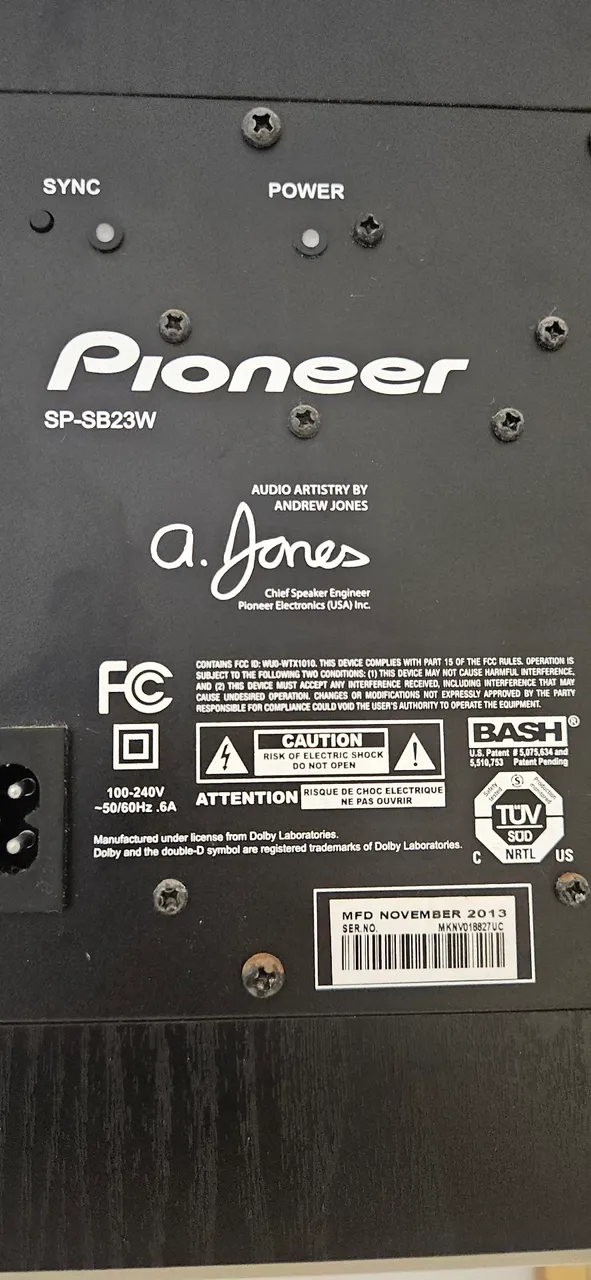 SYNC
POWER
Pioneer
SP-SB23W
AUDIO ARTISTRY BY
ANDREW JONES
a. Jones
Chief Speaker Engineer
Pioneer Electronics (USA) Inc.
FC
CONTAINS FCC ID: WUO-WTX1010. THIS DEVICE COMPLIES WITH PART 15 OF THE FCC RULES. OPERATION IS
SUBJECT TO THE FOLLOWING TWO CONDITIONS: (1) THIS DEVICE MAY NOT CAUSE HARMFUL INTERFERENCE,
AND (2) THIS DEVICE MUST ACCEPT ANY INTERFERENCE RECEIVED, INCLUDING INTERFERENCE THAT MAY
CAUSE UNDESIRED OPERATION. CHANGES OR MODIFICATIONS NOT EXPRESSLY APPROVED BY THE PARTY
RESPONSIBLE FOR COMPLIANCE COULD VOID THE USER'S AUTHORITY TO OPERATE THE EQUIPMENT.
CAUTION
RISK OF ELECTRIC SHOCK
DO NOT OPEN
ATTENTION
RISQUE DE CHOC ELECTRIQUE
NE PAS OUVRIR
BASH®
U.S. Patent # 5,075,634 and
5,510,753 Patent Pending
100-240V
~50/60Hz .6A
Safety tested
S
Production monitored
TÜV
SÜD
C NRTL US
Manufactured under license from Dolby Laboratories.
Dolby and the double-D symbol are registered trademarks of Dolby Laboratories.
MFD NOVEMBER 2013
SER.NO. MKNV018827UC